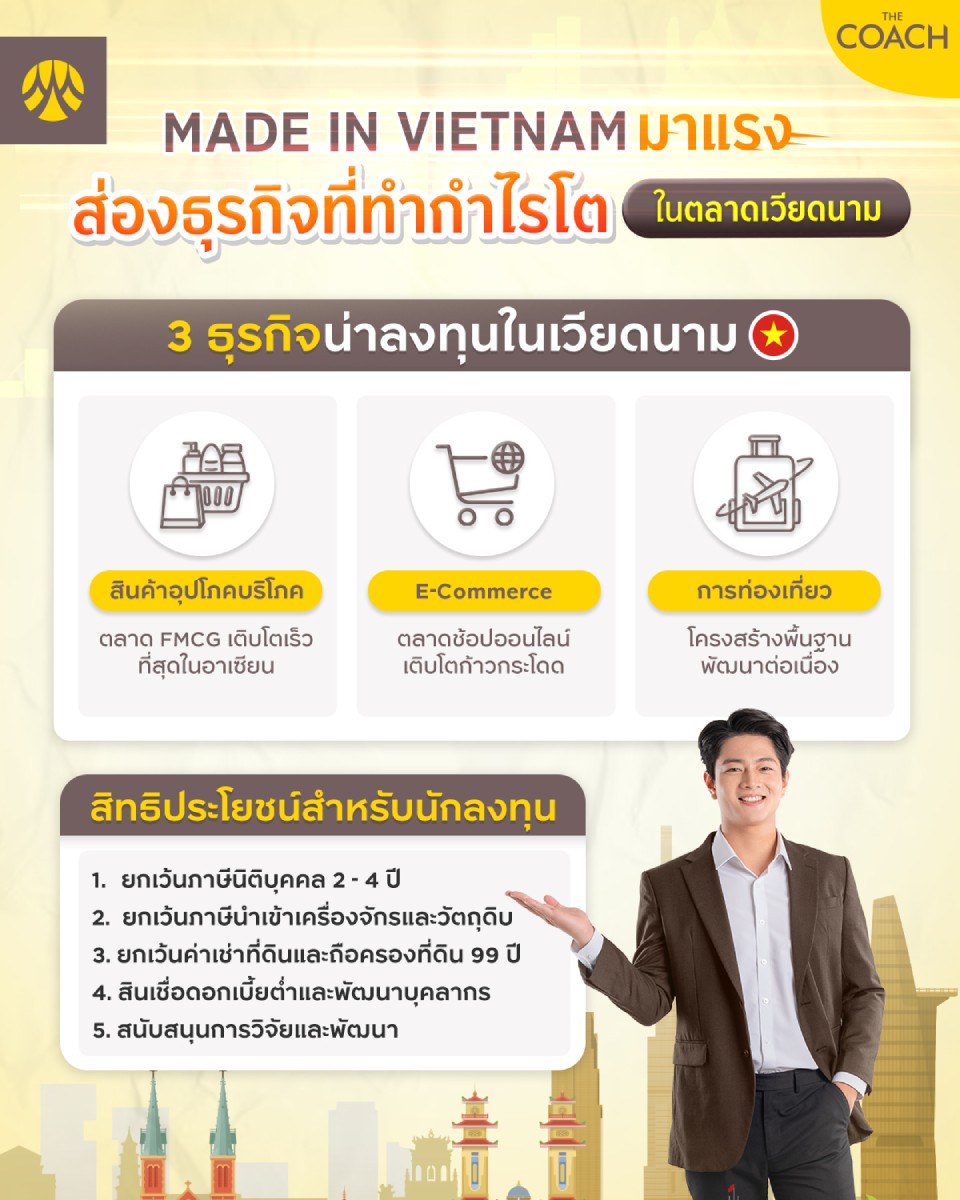 THE
COACH
MADE IN VIETNAM มาแรง
ส่องธุรกิจที่ทำกำไรโต ในตลาดเวียดนาม
3 ธุรกิจน่าลงทุนในเวียดนาม
สินค้าอุปโภคบริโภค
ตลาด FMCG เติบโตเร็ว
ที่สุดในอาเซียน
E-Commerce
ตลาดช้อปออนไลน์
เติบโตก้าวกระโดด
การท่องเที่ยว
โครงสร้างพื้นฐาน
พัฒนาต่อเนื่อง
สิทธิประโยชน์สำหรับนักลงทุน
1. ยกเว้นภาษีนิติบุคคล 2 - 4 ปี
2. ยกเว้นภาษีนำเข้าเครื่องจักรและวัตถุดิบ
3. ยกเว้นค่าเช่าที่ดินและถือครองที่ดิน 99 ปี
4. สินเชื่อดอกเบี้ยต่ำและพัฒนาบุคลากร
5. สนับสนุนการวิจัยและพัฒนา